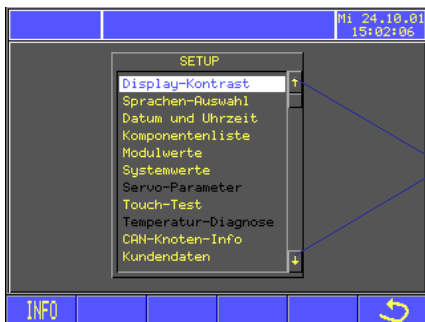 Mi 24.10.01
15:02:06
SETUP
Display-Kontrast
Sprachen-Auswahl
Datum und Uhrzeit
Komponentenliste
Modulwerte
Systemwerte
Servo-Parameter
Touch-Test
Temperatur-Diagnose
CAN-Knoten-Info
Kundendaten
INFO